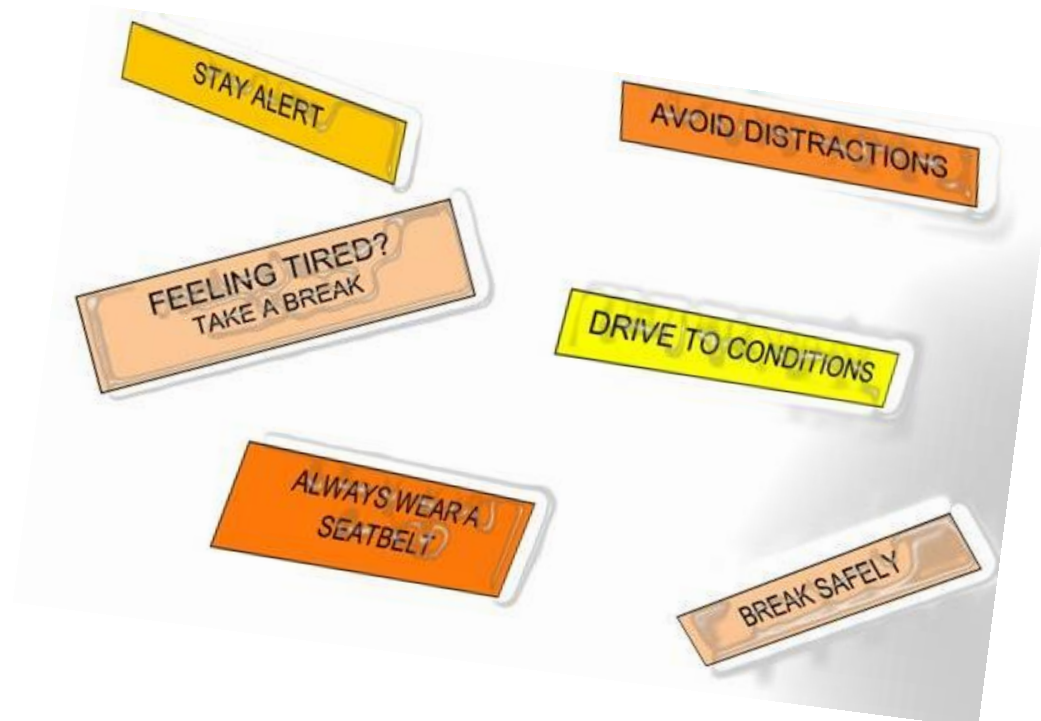 STAY ALERT
AVOID DISTRACTIONS
FEELING TIRED?
TAKE A BREAK
DRIVE TO CONDITIONS
ALWAYS WEAR A
SEATBELT
BREAK SAFELY